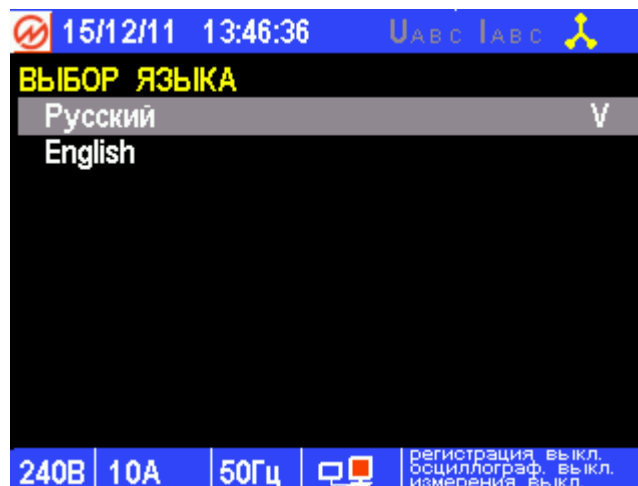 15/12/11 13:46:36 UABC IABC
ВЫБОР ЯЗЫКА
Русский V
English
240В 10А 50Гц
регистрация выкл.
осциллограф. выкл.
измерения выкл.